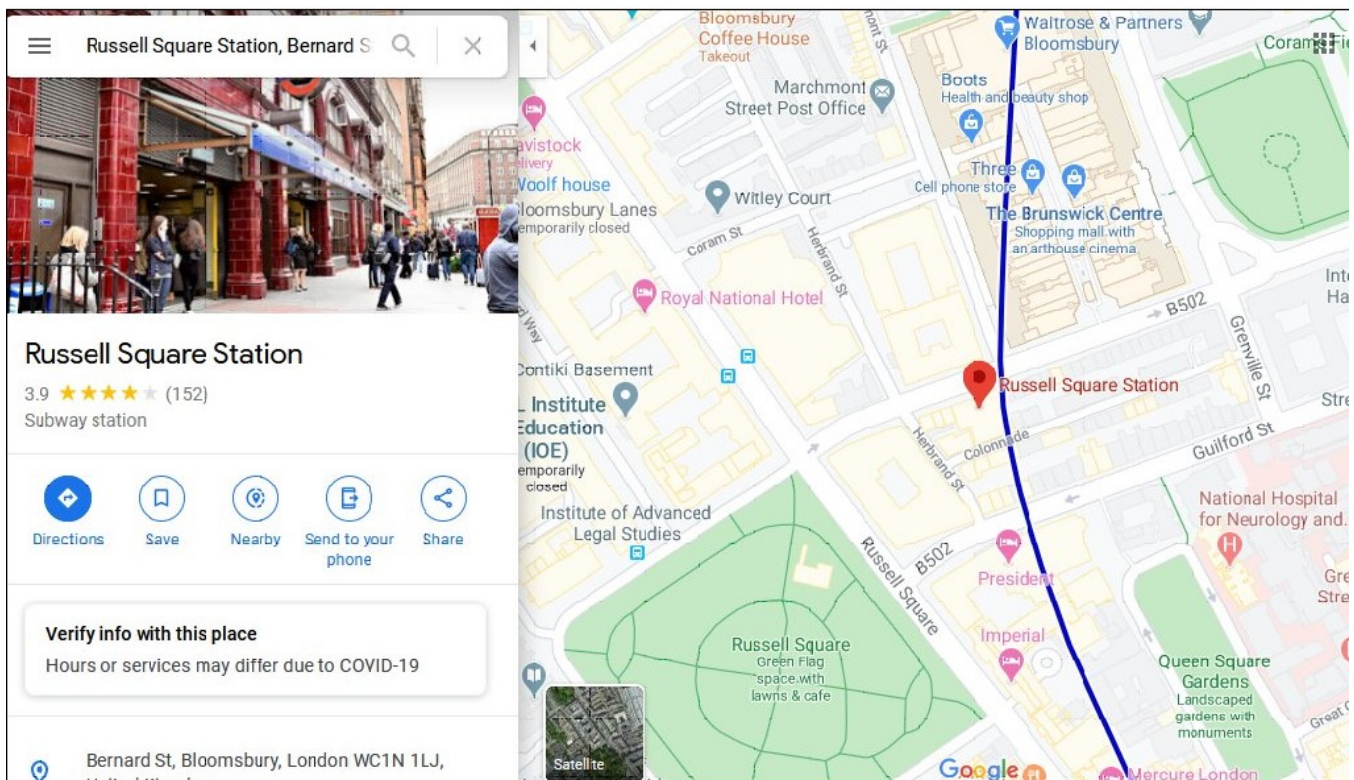 Russell Square Station, Bernard S
Russell Square Station
3.9
(152)
Subway station
Directions
Save
Nearby
Send to your
phone
Share
Verify info with this place
Hours or services may differ due to COVID-19
Bernard St, Bloomsbury, London WC1N 1LJ,
Bloomsbury
Coffee House
Takeout
Marchmont
Street Post Office
Waitrose & Partners
Bloomsbury
Boots
Health and beauty shop
Three
Cell phone store
The Brunswick Centre
Shopping mall with
an arthouse cinema
avistock
elivery
Woolf house
Bloomsbury Lanes
emporarily closed
Witley Court
Coram St
Herbrand St
Royal National Hotel
B502
Grenville St
Contiki Basement
Russell Square Station
L Institute
Education
(IOE)
emporarily
closed
Herbrand St
Colonnade
Guilford St
Institute of Advanced
Legal Studies
National Hospital
for Neurology and...
H
B502
President
Russell Square
Imperial
Russell Square
Green Flag
space with
lawns & cafe
Queen Square
Gardens
Landscaped
gardens with
monuments
Satellite
Google
Mercure London